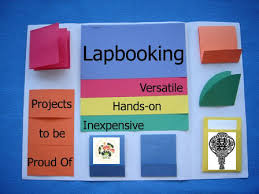 Lapbooking
Versatile
Hands-on
Inexpensive
Projects
to be
Proud Of